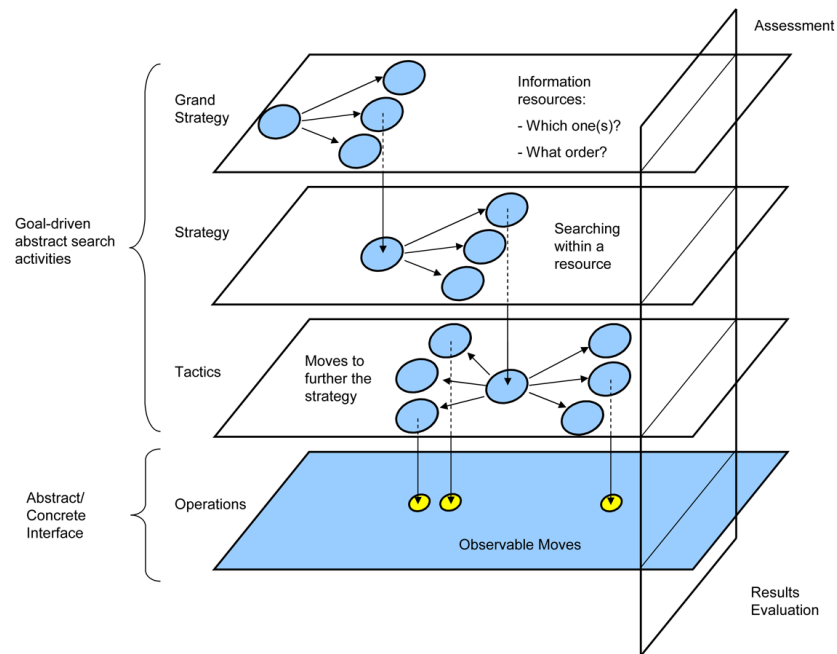 Assessment
Grand
Strategy
Information
resources:
- Which one(s)?
- What order?
Goal-driven
abstract search
activities
Strategy
Searching
within a
resource
Tactics
Moves to
further the
strategy
Abstract/
Concrete
Interface
Operations
Observable Moves
Results
Evaluation